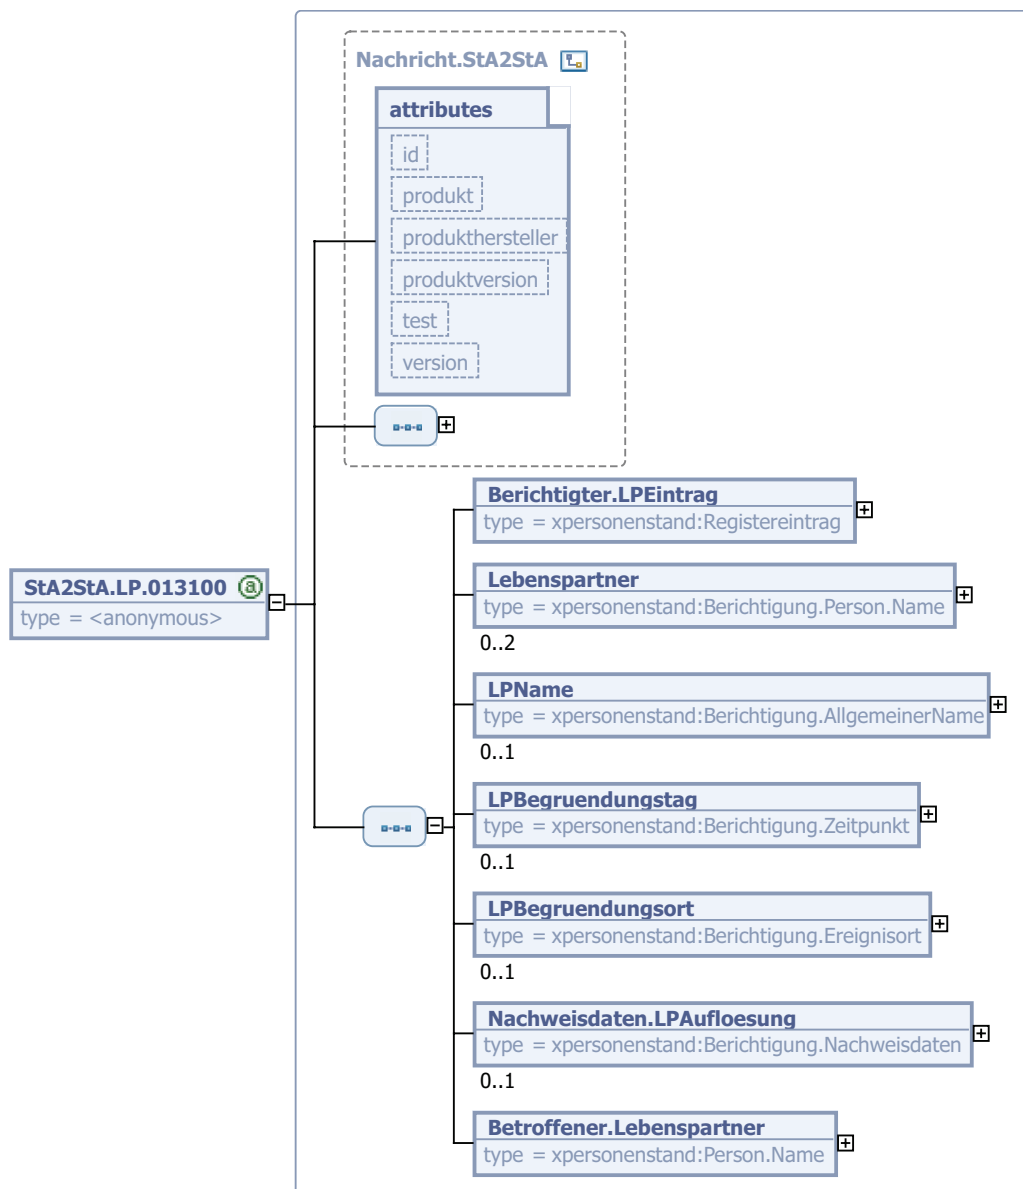 Nachricht.StA2StA
attributes
id
produkt
produkthersteller
produktversion
test
version
Berichtigter.LPEintrag
type = xpersonenstand:Registereintrag
StA2StA.LP.013100 @
type = <anonymous>
Lebenspartner
type = xpersonenstand:Berichtigung.Person.Name
0..2
LPName
type = xpersonenstand:Berichtigung.AllgemeinerName
0..1
LPBegruendungstag
type = xpersonenstand:Berichtigung.Zeitpunkt
0..1
LPBegruendungsort
type = xpersonenstand:Berichtigung.Ereignisort
0..1
Nachweisdaten.LPAufloesung
type = xpersonenstand:Berichtigung.Nachweisdaten
0..1
Betroffener.Lebenspartner
type = xpersonenstand:Person.Name